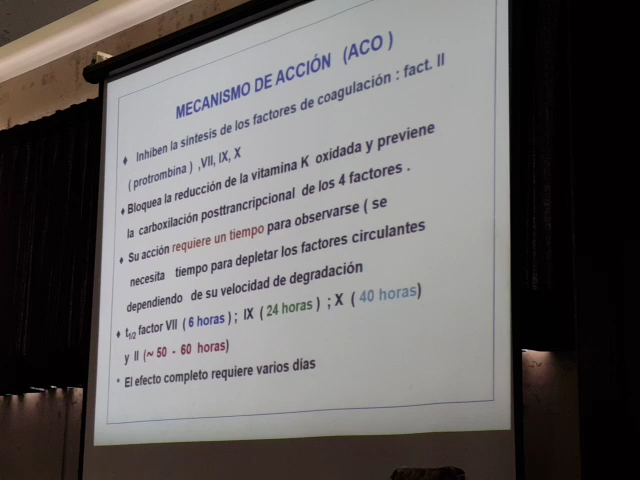 MECANISMO DE ACCIÓN (ACO )
♦ Inhiben la síntesis de los factores de coagulación : fact. II
( protrombina ) ,VII, IX, X
♦ Bloquea la reducción de la vitamina K oxidada y previene
la carboxilación posttrancripcional de los 4 factores .
♦ Su acción requiere un tiempo para observarse ( se
necesita tiempo para depletar los factores circulantes
dependiendo de su velocidad de degradación
♦ t1/2 factor VII ( 6 horas ) ; IX ( 24 horas ) ; X ( 40 horas)
y II (~ 50 - 60 horas)
* El efecto completo requiere varios días